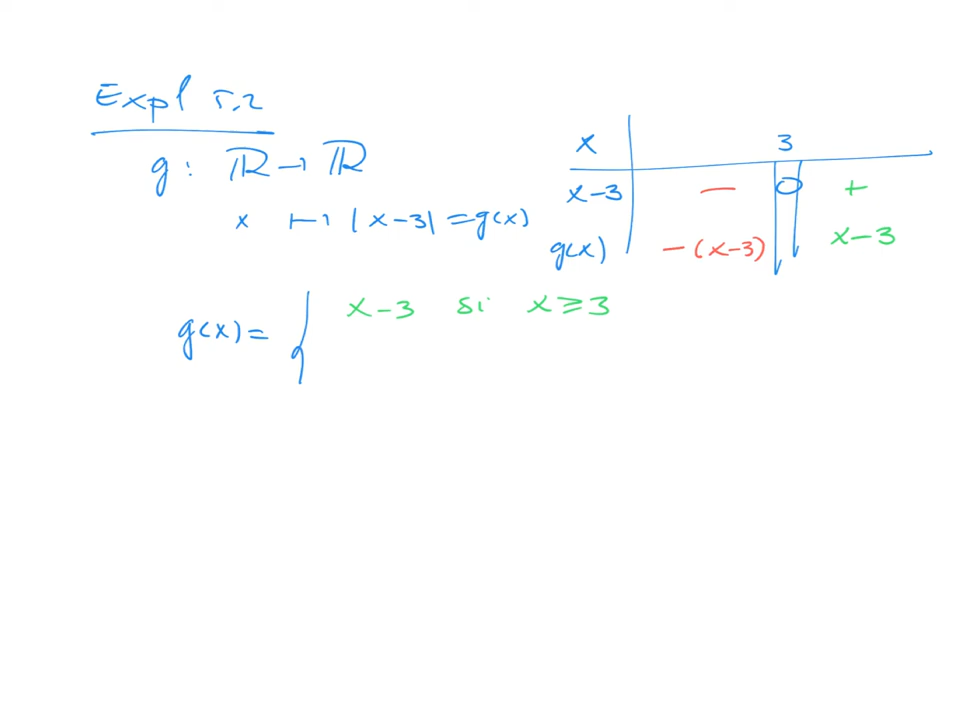 Expl 5.2
g : ℝ → ℝ
x ↦ |x-3| = g(x)
x 3
x-3 − 0 +
g(x) -(x-3) x-3
g(x) = { x-3 si x ≥ 3